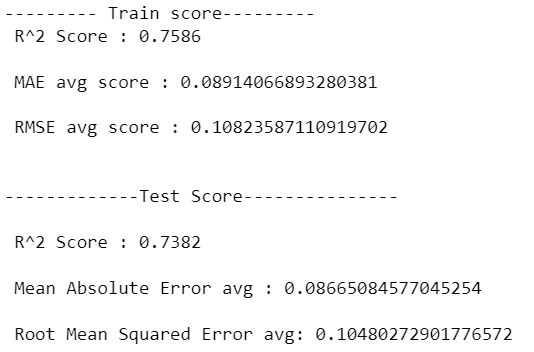 --------- Train score---------
R^2 Score : 0.7586
MAE avg score : 0.08914066893280381
RMSE avg score : 0.10823587110919702
-------------Test Score---------------
R^2 Score : 0.7382
Mean Absolute Error avg : 0.08665084577045254
Root Mean Squared Error avg: 0.10480272901776572